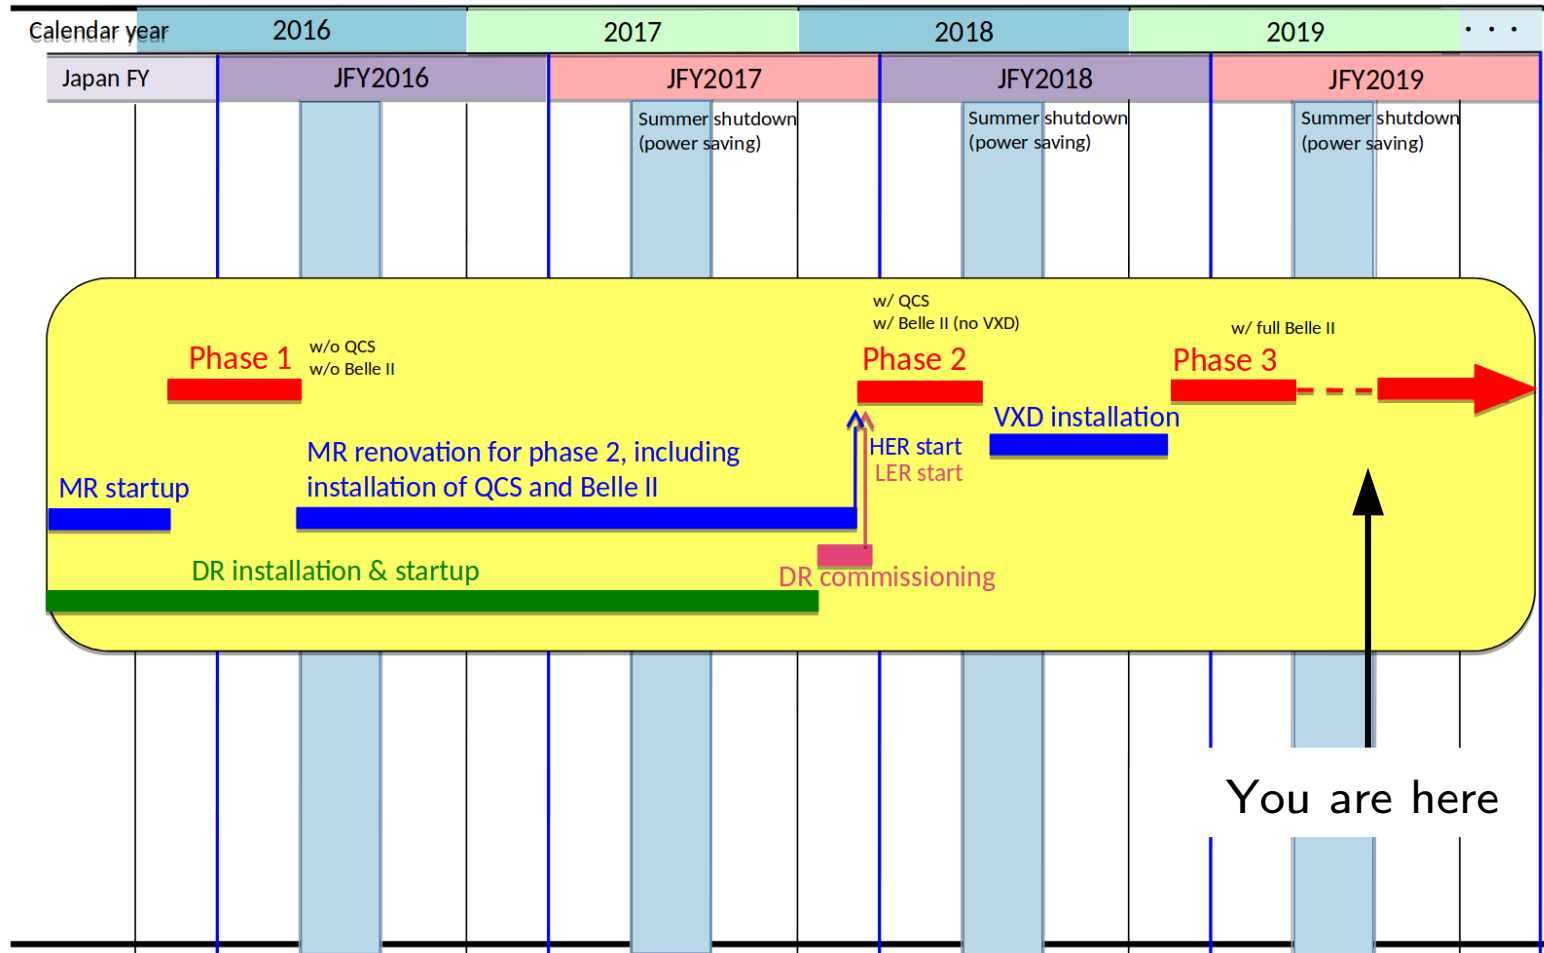 Calendar year 2016 2017 2018 2019 · · ·
Japan FY JFY2016 JFY2017 JFY2018 JFY2019
Summer shutdown
(power saving)
Summer shutdown
(power saving)
Summer shutdown
(power saving)
Phase 1
w/o QCS
w/o Belle II
w/ QCS
w/ Belle II (no VXD)
Phase 2
w/ full Belle II
Phase 3
VXD installation
HER start
LER start
MR renovation for phase 2, including
installation of QCS and Belle II
MR startup
DR installation & startup
DR commissioning
You are here